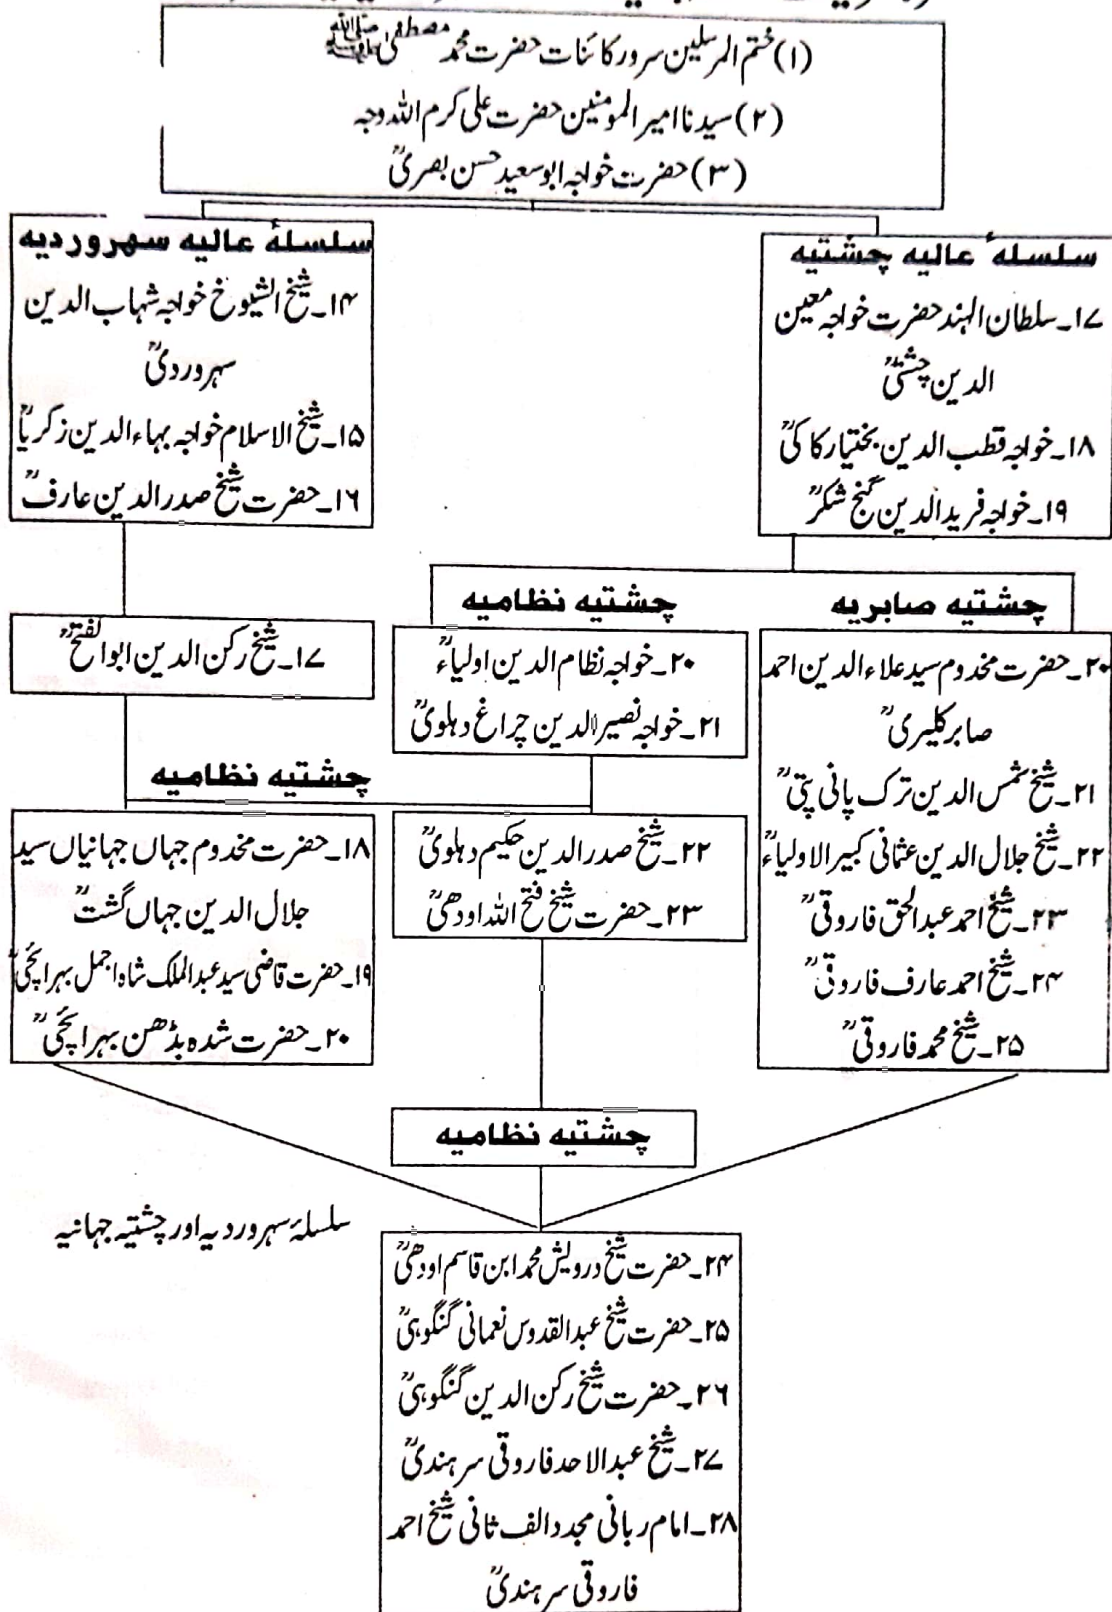 (۱) ختم المرسلین سرور کائنات حضرت محمد مصطفیٰ ﷺ
(۲) سیدنا امیر المومنین حضرت علی کرم اللہ وجہ
(۳) حضرت خواجہ ابو سعید حسن بصریؒ
سلسلۂ عالیہ چشتیہ
۱۷۔سلطان الہند حضرت خواجہ معین
الدین چشتیؒ
۱۸۔خواجہ قطب الدین بختیار کاکیؒ
۱۹۔خواجہ فرید الدین گنج شکرؒ
سلسلۂ عالیہ سہروردیہ
۱۴۔شیخ الشیوخ خواجہ شہاب الدین
سہروردیؒ
۱۵۔شیخ الاسلام خواجہ بہاء الدین زکریاؒ
۱۶۔حضرت شیخ صدر الدین عارفؒ
چشتیہ صابریہ
۲۰۔حضرت مخدوم سید علاء الدین احمد
صابر کلیریؒ
۲۱۔شیخ شمس الدین ترک پانی پتیؒ
۲۲۔شیخ جلال الدین عثمانی کبیر الاولیاءؒ
۲۳۔شیخ احمد عبد الحق فاروقیؒ
۲۴۔شیخ احمد عارف فاروقیؒ
۲۵۔شیخ محمد فاروقیؒ
چشتیہ نظامیہ
۲۰۔خواجہ نظام الدین اولیاءؒ
۲۱۔خواجہ نصیر الدین چراغ دہلویؒ
۱۷۔شیخ رکن الدین ابوالفتحؒ
چشتیہ نظامیہ
۲۲۔شیخ صدر الدین حکیم دہلویؒ
۲۳۔حضرت شیخ فتح اللہ اودھیؒ
۱۸۔حضرت مخدوم جہاں جہانیاں سید
جلال الدین جہاں گشتؒ
۱۹۔حضرت قاضی سید عبد الملک شاہ اجمل بہرائچیؒ
۲۰۔حضرت شدہ بڈھن بہرائچیؒ
چشتیہ نظامیہ
سلسلۂ سہروردیہ اور چشتیہ جہانیہ
۲۴۔حضرت شیخ درویش محمد ابن قاسم اودھیؒ
۲۵۔حضرت شیخ عبد القدوس نعمانی گنگوہیؒ
۲۶۔حضرت شیخ رکن الدین گنگوہیؒ
۲۷۔شیخ عبد الاحد فاروقی سرہندیؒ
۲۸۔امام ربانی مجدد الف ثانی شیخ احمد
فاروقی سرہندیؒ